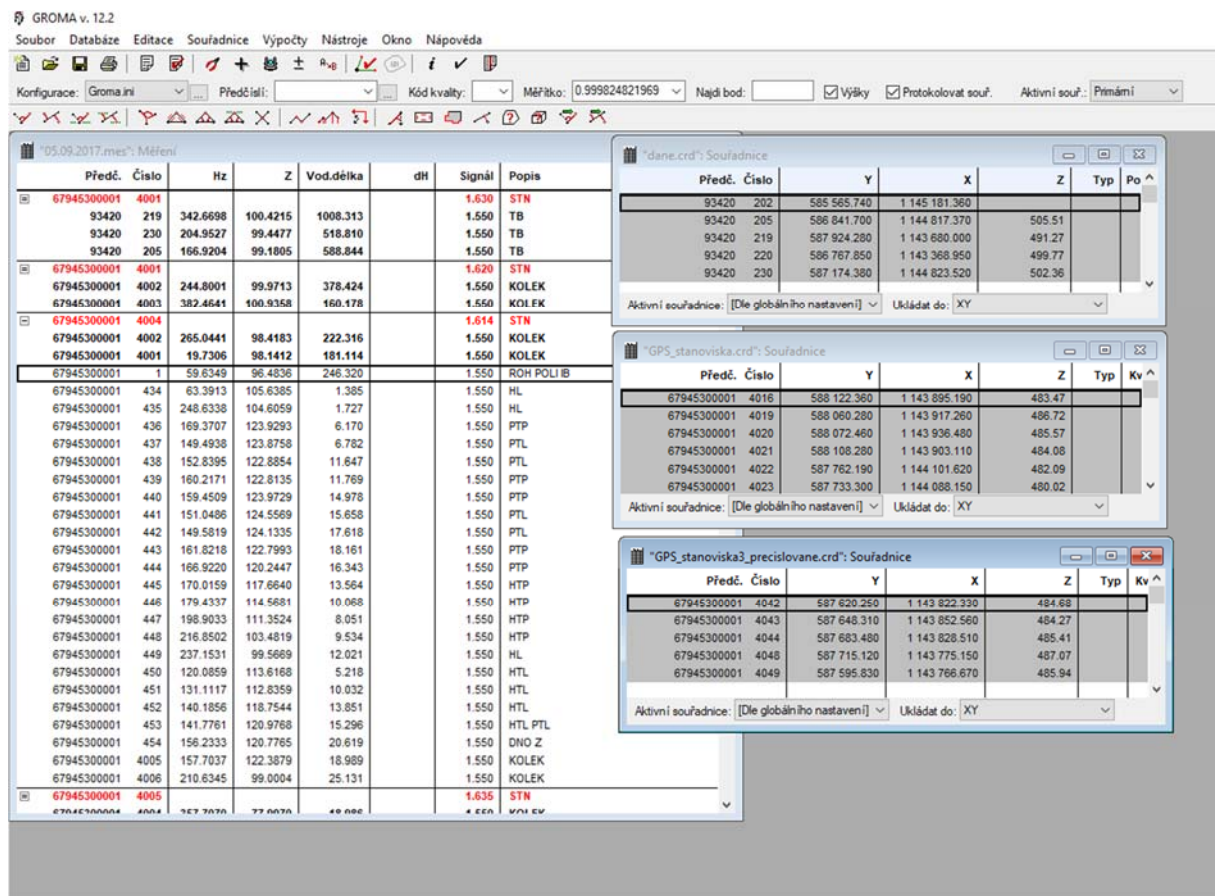 GROMA v. 12.2
Soubor Databáze Editace Souřadnice Výpočty Nástroje Okno Nápověda
Konfigurace: Groma.ini Předčíslí: Kód kvality: Měřítko: 0.999824821969 Najdi bod: Výšky Protokolovat souř. Aktivní souř.: Primární
"05.09.2017.mes": Měření
Předč. Číslo Hz Z Vod.délka dH Signál Popis
67945300001 4001 1.630 STN
93420 219 342.6698 100.4215 1008.313 1.550 TB
93420 230 204.9527 99.4477 518.810 1.550 TB
93420 205 166.9204 99.1805 588.844 1.550 TB
67945300001 4001 1.620 STN
67945300001 4002 244.8001 99.9713 378.424 1.550 KOLEK
67945300001 4003 382.4641 100.9358 160.178 1.550 KOLEK
67945300001 4004 1.614 STN
67945300001 4002 265.0441 98.4183 222.316 1.550 KOLEK
67945300001 4001 19.7306 98.1412 181.114 1.550 KOLEK
67945300001 1 59.6349 96.4836 246.320 1.550 ROH POLI IB
67945300001 434 63.3913 105.6385 1.385 1.550 HL
67945300001 435 248.6338 104.6059 1.727 1.550 HL
67945300001 436 169.3707 123.9293 6.170 1.550 PTP
67945300001 437 149.4938 123.8758 6.782 1.550 PTL
67945300001 438 152.8395 122.8854 11.647 1.550 PTL
67945300001 439 160.2171 122.8135 11.769 1.550 PTP
67945300001 440 159.4509 123.9729 14.978 1.550 PTP
67945300001 441 151.0486 124.5569 15.658 1.550 PTL
67945300001 442 149.5819 124.1335 17.618 1.550 PTL
67945300001 443 161.8218 122.7993 18.161 1.550 PTP
67945300001 444 166.9220 120.2447 16.343 1.550 PTP
67945300001 445 170.0159 117.6640 13.564 1.550 HTP
67945300001 446 179.4337 114.5681 10.068 1.550 HTP
67945300001 447 198.9033 111.3524 8.051 1.550 HTP
67945300001 448 216.8502 103.4819 9.534 1.550 HTP
67945300001 449 237.1531 99.5669 12.021 1.550 HL
67945300001 450 120.0859 113.6168 5.218 1.550 HTL
67945300001 451 131.1117 112.8359 10.032 1.550 HTL
67945300001 452 140.1856 118.7544 13.851 1.550 HTL
67945300001 453 141.7761 120.9768 15.296 1.550 HTL PTL
67945300001 454 156.2333 120.7765 20.619 1.550 DNO Z
67945300001 4005 157.7037 122.3879 18.989 1.550 KOLEK
67945300001 4006 210.6345 99.0004 25.131 1.550 KOLEK
67945300001 4005 1.635 STN
"dane.crd": Souřadnice
Předč. Číslo Y X Z Typ Po
93420 202 585 565.740 1 145 181.360
93420 205 586 841.700 1 144 817.370 505.51
93420 219 587 924.280 1 143 680.000 491.27
93420 220 586 767.850 1 143 368.950 499.77
93420 230 587 174.380 1 144 823.520 502.36
Aktivní souřadnice: [Dle globálního nastavení] Ukládat do: XY
"GPS_stanoviska.crd": Souřadnice
Předč. Číslo Y X Z Typ Kv
67945300001 4016 588 122.360 1 143 895.190 483.47
67945300001 4019 588 060.280 1 143 917.260 486.72
67945300001 4020 588 072.460 1 143 936.480 485.57
67945300001 4021 588 108.280 1 143 903.110 484.08
67945300001 4022 587 762.190 1 144 101.620 482.09
67945300001 4023 587 733.300 1 144 088.150 480.02
Aktivní souřadnice: [Dle globálního nastavení] Ukládat do: XY
"GPS_stanoviska3_precislovane.crd": Souřadnice
Předč. Číslo Y X Z Typ Kv
67945300001 4042 587 620.250 1 143 822.330 484.68
67945300001 4043 587 648.310 1 143 852.560 484.27
67945300001 4044 587 683.480 1 143 828.510 485.41
67945300001 4048 587 715.120 1 143 775.150 487.07
67945300001 4049 587 595.830 1 143 766.670 485.94
Aktivní souřadnice: [Dle globálního nastavení] Ukládat do: XY